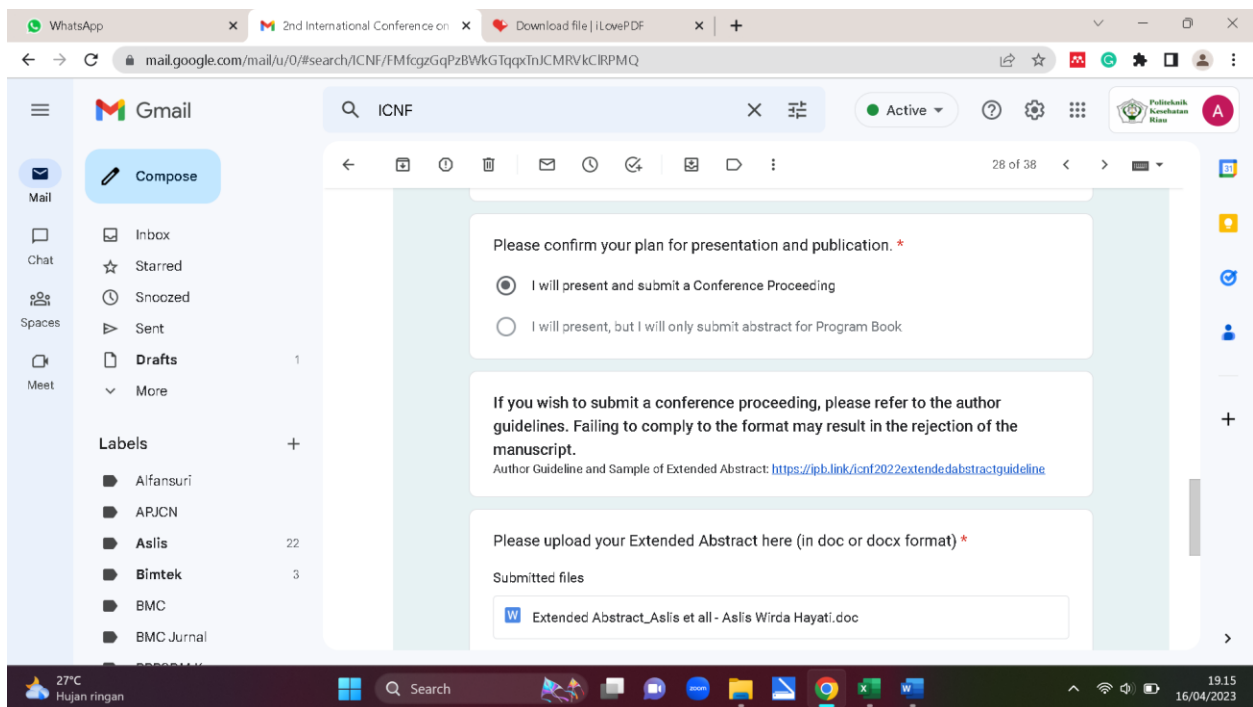 WhatsApp
2nd International Conference on
Download file | iLovePDF
mail.google.com/mail/u/0/#search/ICNF/FMfcgzGqPzBWkGTqqxTnJCMRVkClRPMQ
Gmail
ICNF
Active
Politeknik
Kesehatan
Riau
A
Compose
28 of 38
31
Mail
Chat
Spaces
Meet
Inbox
Starred
Snoozed
Sent
Drafts 1
More
Labels
Alfansuri
APJCN
Aslis 22
Bimtek 3
BMC
BMC Jurnal
Please confirm your plan for presentation and publication. *
I will present and submit a Conference Proceeding
I will present, but I will only submit abstract for Program Book
If you wish to submit a conference proceeding, please refer to the author
guidelines. Failing to comply to the format may result in the rejection of the
manuscript.
Author Guideline and Sample of Extended Abstract: https://ipb.link/icnf2022extendedabstractguideline
Please upload your Extended Abstract here (in doc or docx format) *
Submitted files
W Extended Abstract_Aslis et all - Aslis Wirda Hayati.doc
27°C
Hujan ringan
Search
zoom
19.15
16/04/2023